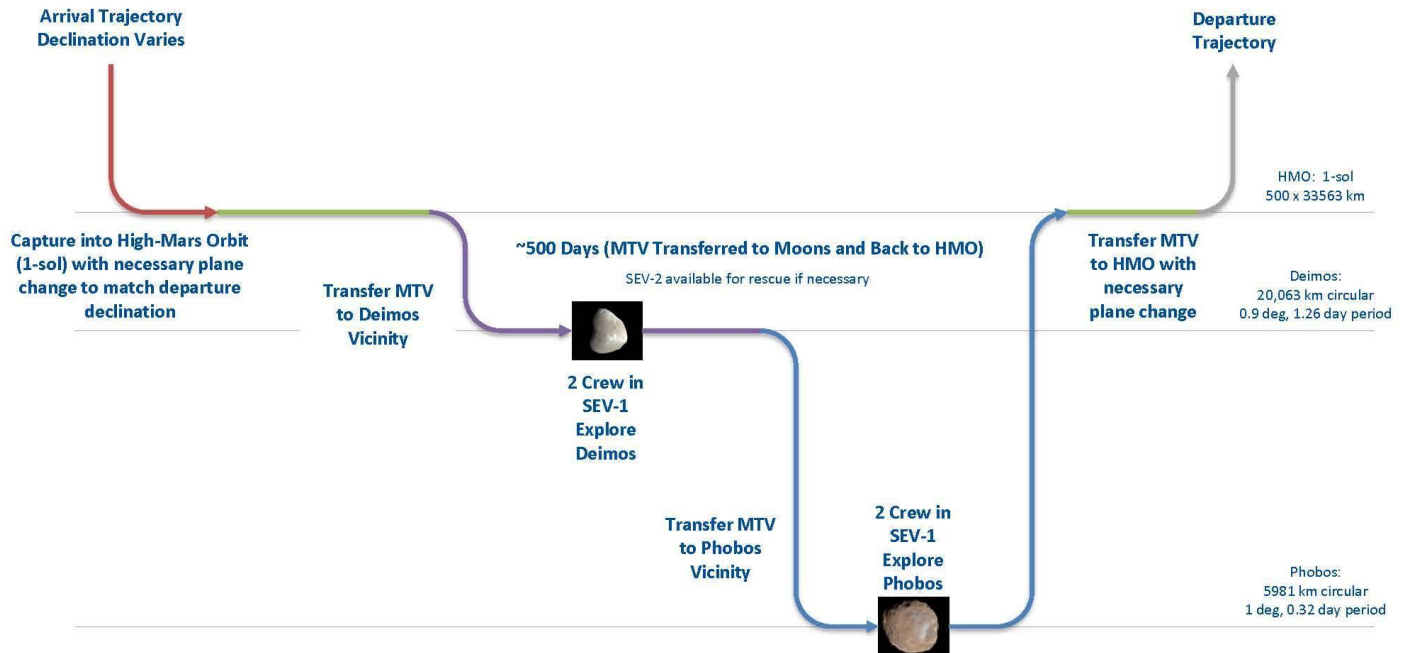 Arrival Trajectory
Declination Varies
Departure
Trajectory
HMO: 1-sol
500 x 33563 km
Capture into High-Mars Orbit
(1-sol) with necessary plane
change to match departure
declination
~500 Days (MTV Transferred to Moons and Back to HMO)
SEV-2 available for rescue if necessary
Transfer MTV
to HMO with
necessary
plane change
Transfer MTV
to Deimos
Vicinity
Deimos:
20,063 km circular
0.9 deg, 1.26 day period
2 Crew in
SEV-1
Explore
Deimos
Transfer MTV
to Phobos
Vicinity
2 Crew in
SEV-1
Explore
Phobos
Phobos:
5981 km circular
1 deg, 0.32 day period